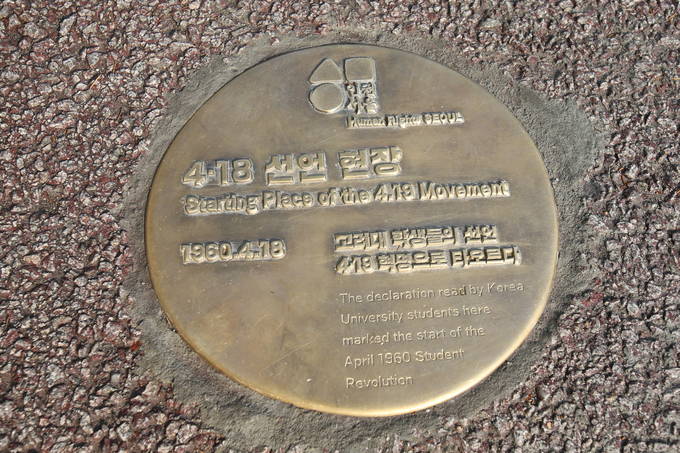 인권
서울
Human Rights SEOUL
4·18 선언 현장
Starting Place of the 4·19 Movement
1960.4.18
고려대 학생들의 선언
4·19 혁명으로 타오르다
The declaration read by Korea
University students here
marked the start of the
April 1960 Student
Revolution